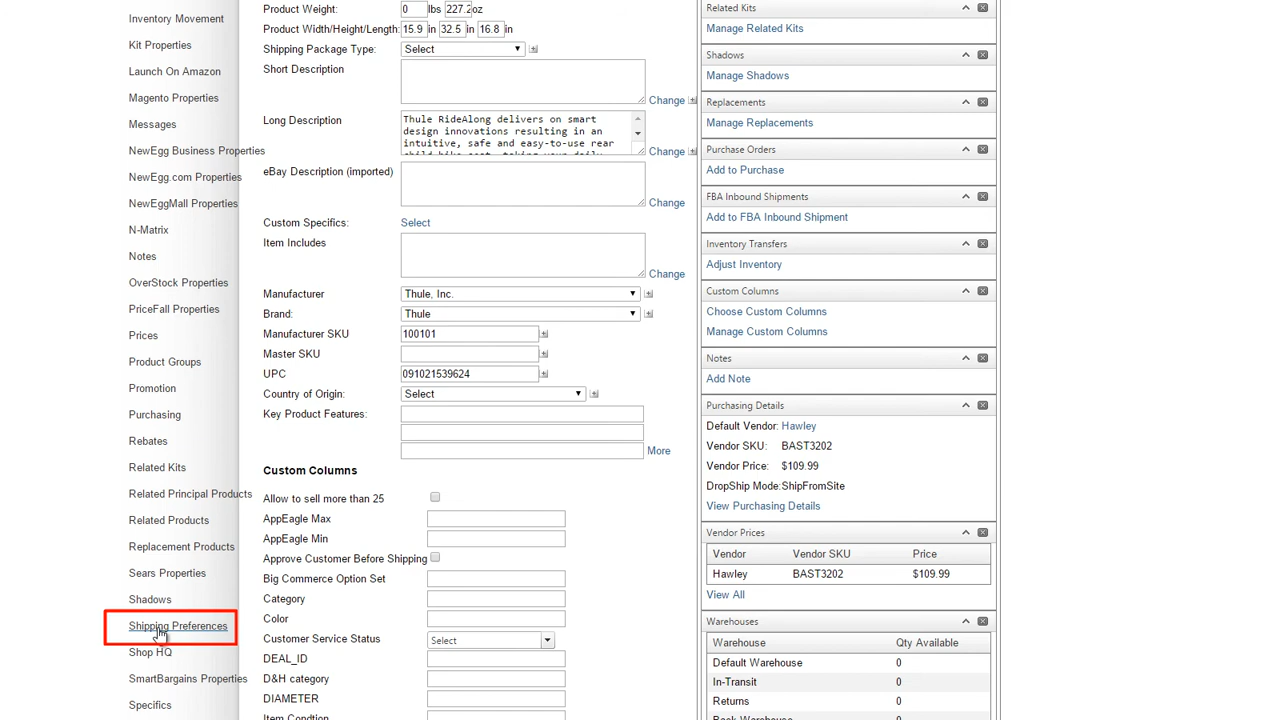 Inventory Movement
Kit Properties
Launch On Amazon
Magento Properties
Messages
NewEgg Business Properties
NewEgg.com Properties
NewEggMall Properties
N-Matrix
Notes
OverStock Properties
PriceFall Properties
Prices
Product Groups
Promotion
Purchasing
Rebates
Related Kits
Related Principal Products
Related Products
Replacement Products
Sears Properties
Shadows
Shipping Preferences
Shop HQ
SmartBargains Properties
Specifics
Product Weight: 0 lbs 227.2 oz
Product Width/Height/Length: 15.9 in 32.5 in 16.8 in
Shipping Package Type: Select
Short Description
Change
Long Description
Thule RideAlong delivers on smart
design innovations resulting in an
intuitive, safe and easy-to-use rear
child bike seat, taking your daily
Change
eBay Description (imported)
Change
Custom Specifics: Select
Item Includes
Change
Manufacturer Thule, Inc.
Brand: Thule
Manufacturer SKU 100101
Master SKU
UPC 091021539624
Country of Origin: Select
Key Product Features:
More
Custom Columns
Allow to sell more than 25
AppEagle Max
AppEagle Min
Approve Customer Before Shipping
Big Commerce Option Set
Category
Color
Customer Service Status Select
DEAL_ID
D&H category
DIAMETER
Item Condtion
Related Kits
Manage Related Kits
Shadows
Manage Shadows
Replacements
Manage Replacements
Purchase Orders
Add to Purchase
FBA Inbound Shipments
Add to FBA Inbound Shipment
Inventory Transfers
Adjust Inventory
Custom Columns
Choose Custom Columns
Manage Custom Columns
Notes
Add Note
Purchasing Details
Default Vendor: Hawley
Vendor SKU: BAST3202
Vendor Price: $109.99
DropShip Mode:ShipFromSite
View Purchasing Details
Vendor Prices
Vendor Vendor SKU Price
Hawley BAST3202 $109.99
View All
Warehouses
Warehouse Qty Available
Default Warehouse 0
In-Transit 0
Returns 0
Back Warehouse 0